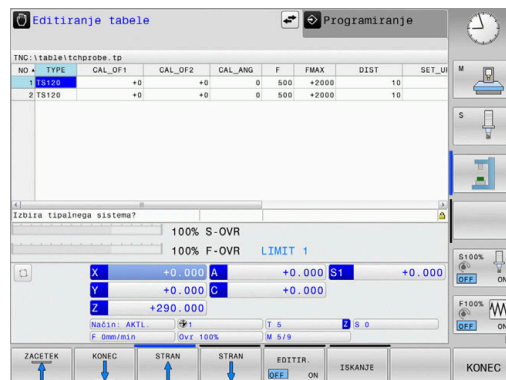 Editiranje tabele
Programiranje
TNC:\table\tchprobe.tp
NO TYPE CAL_OF1 CAL_OF2 CAL_ANG F FMAX DIST
1 TS120 +0 +0 0 500 +2000 10
2 TS120 +0 +0 0 500 +2000 10
Izbira tipalnega sistema?
100% S-OVR
100% F-OVR LIMIT 1
X +0.000 A +0.000 S1 +0.000
Y +0.000 C +0.000
Z +290.000
Način: AKTL. 1 T 5 Z S 0
F 0mm/min Ovr 100% M 5/9
M
S
S100%
OFF ON
F100%
OFF ON
ZACETEK KONEC STRAN STRAN EDITIR. ISKANJE KONEC
OFF ON